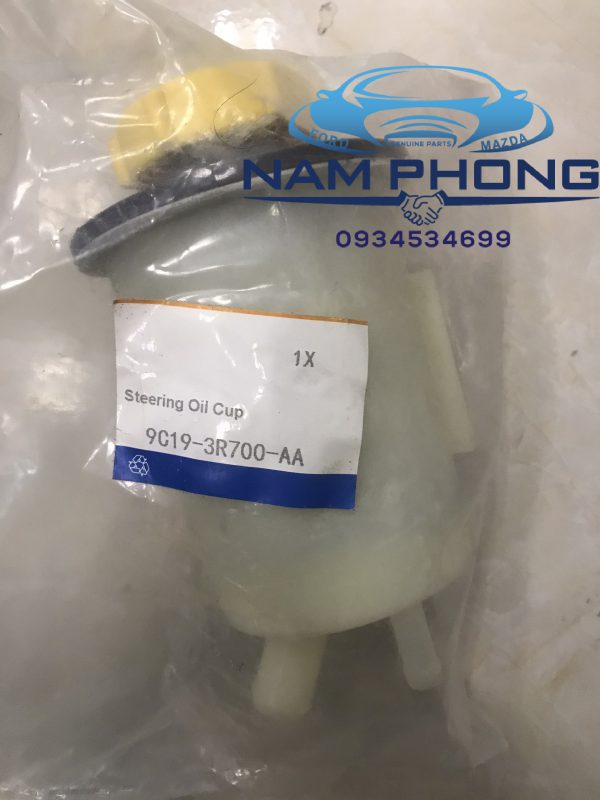 FORD
GENUINE PARTS
MAZDA
NAM PHONG
0934534699
1X
Steering Oil Cup
9C19-3R700-AA